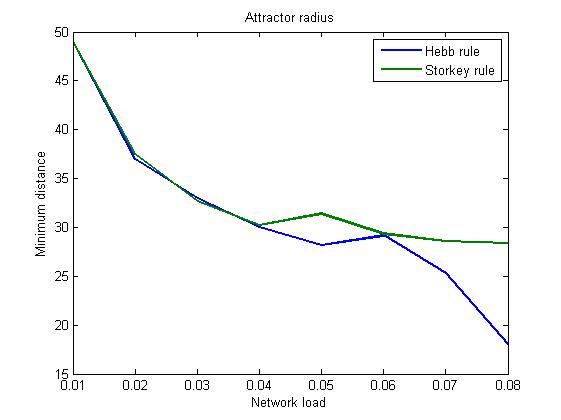 Attractor radius
Hebb rule
Storkey rule
Minimum distance
50
45
40
35
30
25
20
15
0.01 0.02 0.03 0.04 0.05 0.06 0.07 0.08
Network load